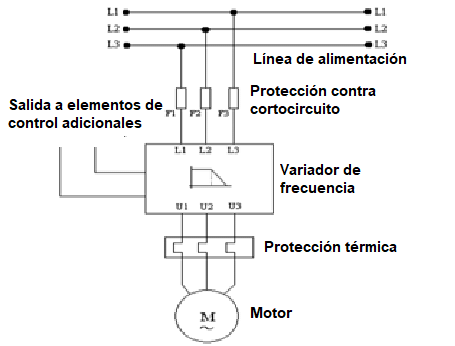 L1 L1
L2 L2
L3 L3
Línea de alimentación
Protección contra
cortocircuito
Salida a elementos de
control adicionales
F1 F2 F3
L1 L2 L3
Variador de
frecuencia
U1 U2 U3
Protección térmica
M
~
Motor